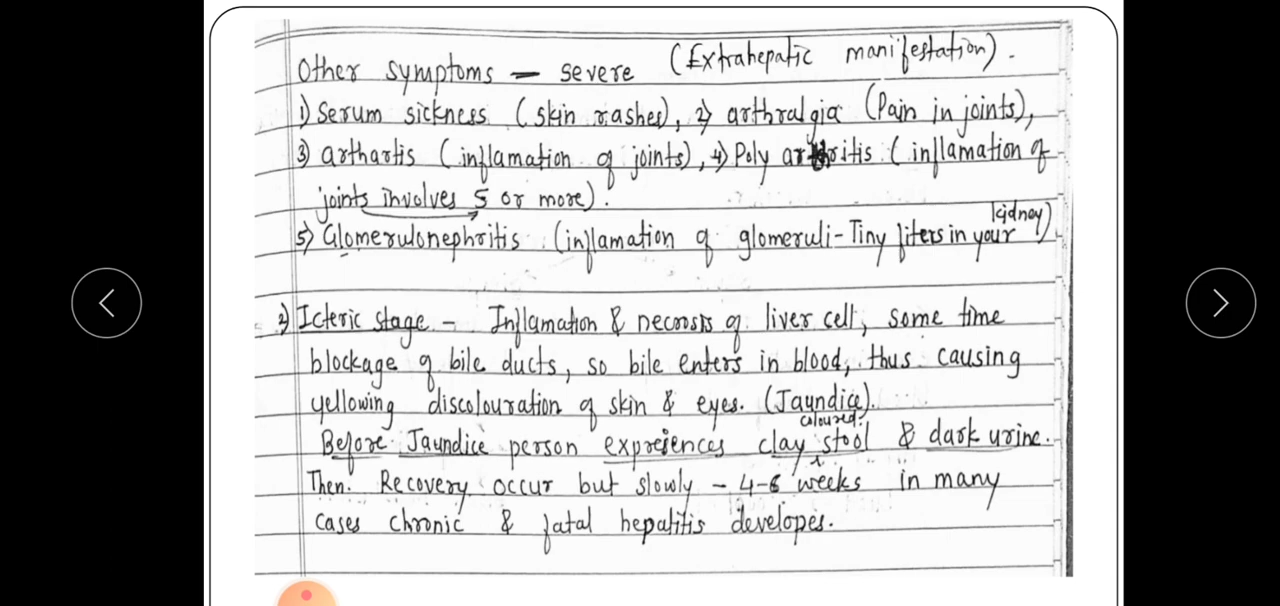 Other symptoms – severe (Extrahepatic manifestation).
1) Serum sickness (skin rashes), 2) arthralgia (Pain in joints),
3) arthartis (inflamation of joints), 4) Poly arthritis (inflamation of
joints involves 5 or more).
5) Glomerulonephritis (inflamation of glomeruli - Tiny filters in your kidney)
2) Icteric stage - Inflamation & necrosis of liver cell, some time
blockage of bile ducts, so bile enters in blood, thus causing
yellowing discolouration of skin & eyes. (Jaundice).
Before Jaundice person expreiences clay coloured stool & dark urine.
Then. Recovery occur but slowly - 4-6 weeks in many
cases chronic & fatal hepatitis developes.